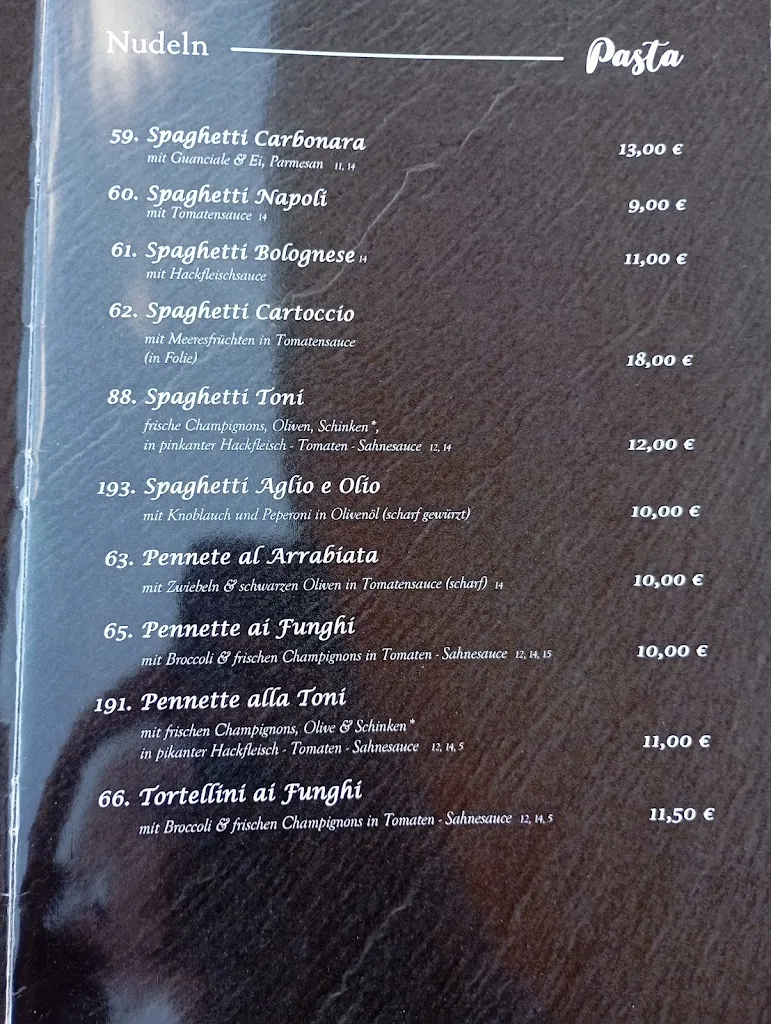 Nudeln Pasta
59. Spaghetti Carbonara
mit Guanciale & Ei, Parmesan 11, 14 13,00 €
60. Spaghetti Napoli
mit Tomatensauce 14 9,00 €
61. Spaghetti Bolognese 14 11,00 €
mit Hackfleischsauce
62. Spaghetti Cartoccio
mit Meeresfrüchten in Tomatensauce
(in Folie) 18,00 €
88. Spaghetti Toni
frische Champignons, Oliven, Schinken*,
in pinkanter Hackfleisch - Tomaten - Sahnesauce 12, 14 12,00 €
193. Spaghetti Aglio e Olio
mit Knoblauch und Peperoni in Olivenöl (scharf gewürzt) 10,00 €
63. Pennete al Arrabiata
mit Zwiebeln & schwarzen Oliven in Tomatensauce (scharf) 14 10,00 €
65. Pennette ai Funghi
mit Broccoli & frischen Champignons in Tomaten - Sahnesauce 12, 14, 15 10,00 €
191. Pennette alla Toni
mit frischen Champignons, Olive & Schinken*
in pikanter Hackfleisch - Tomaten - Sahnesauce 12, 14, 5 11,00 €
66. Tortellini ai Funghi
mit Broccoli & frischen Champignons in Tomaten - Sahnesauce 12, 14, 5 11,50 €